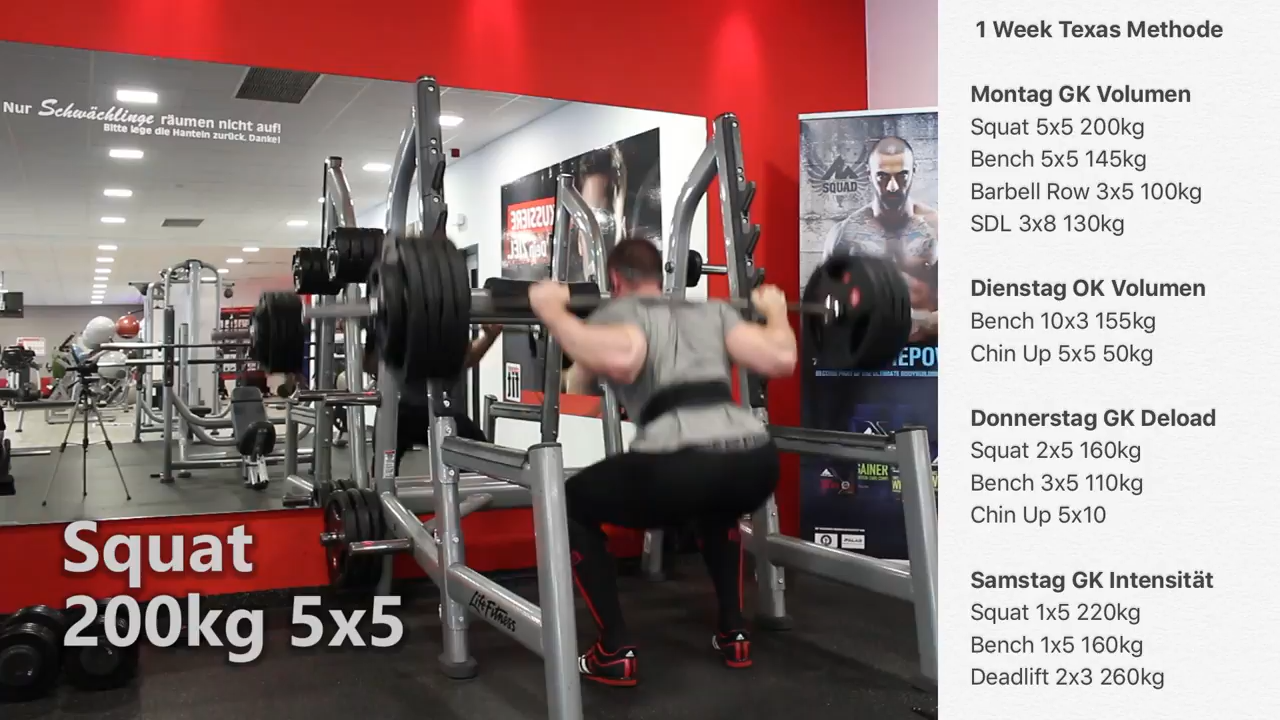 Nur Schwächlinge räumen nicht auf!
Bitte lege die Hanteln zurück. Danke!
SQUAD
Life Fitness
GAINER
Squat
200kg 5x5
1 Week Texas Methode
Montag GK Volumen
Squat 5x5 200kg
Bench 5x5 145kg
Barbell Row 3x5 100kg
SDL 3x8 130kg
Dienstag OK Volumen
Bench 10x3 155kg
Chin Up 5x5 50kg
Donnerstag GK Deload
Squat 2x5 160kg
Bench 3x5 110kg
Chin Up 5x10
Samstag GK Intensität
Squat 1x5 220kg
Bench 1x5 160kg
Deadlift 2x3 260kg